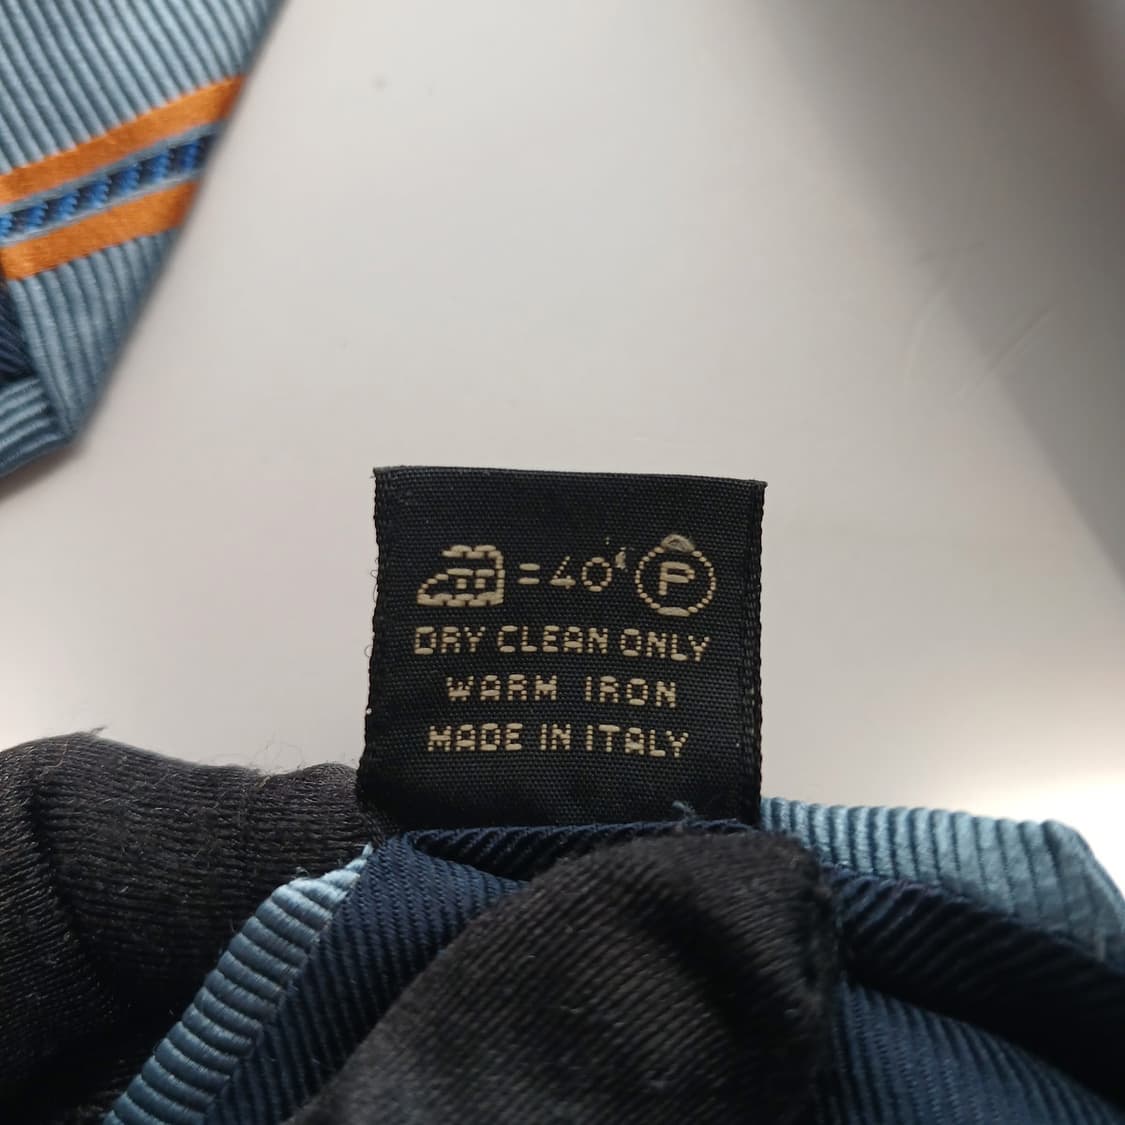 =40° P
DRY CLEAN ONLY
WARM IRON
MADE IN ITALY